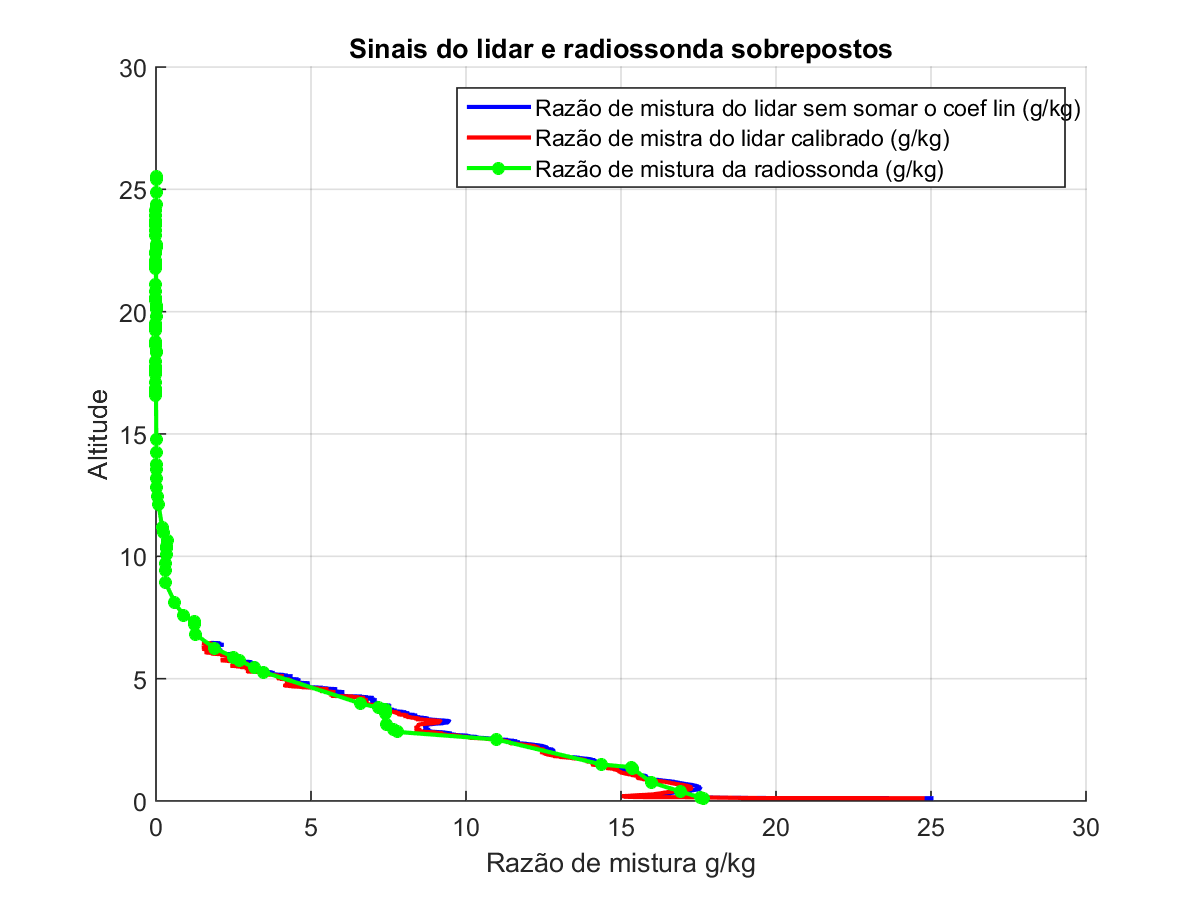 Sinais do lidar e radiossonda sobrepostos
30
Razão de mistura do lidar sem somar o coef lin (g/kg)
Razão de mistra do lidar calibrado (g/kg)
Razão de mistura da radiossonda (g/kg)
25
20
15
Altitude
10
5
0
0 5 10 15 20 25 30
Razão de mistura g/kg